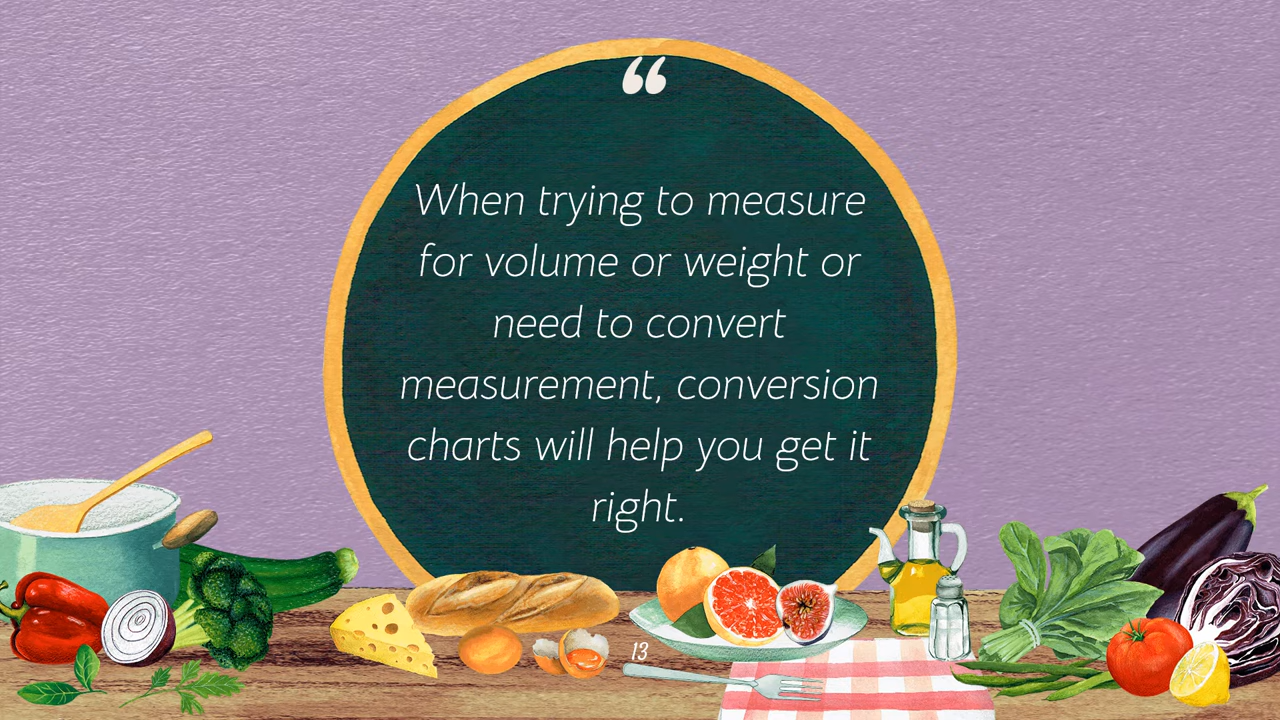 “
When trying to measure
for volume or weight or
need to convert
measurement, conversion
charts will help you get it
right.
13